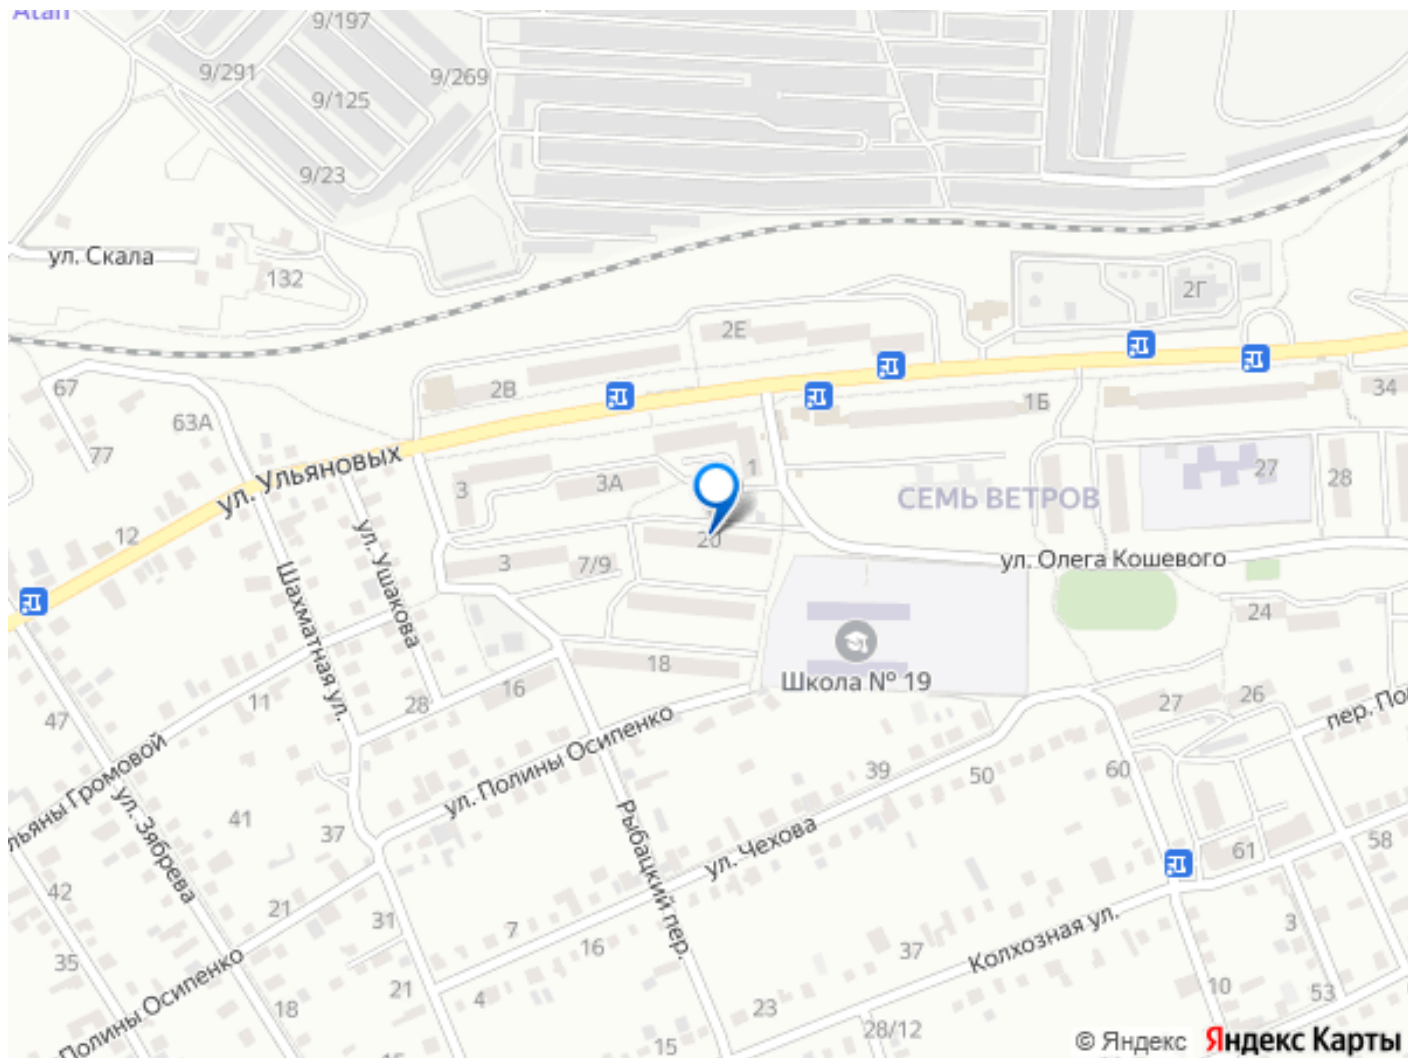 Atan
9/197
9/291
9/269
9/125
9/23
ул. Скала
132
2Г
2Е
67
2В
34
1Б
63А
77
ул. Ульяновых
1
27
28
3
3А
СЕМЬ ВЕТРОВ
12
ул. Ушакова
20
3
7/9
ул. Олега Кошевого
Шахматная ул.
24
18
Школа № 19
16
11
28
27
26
47
пер. По
ул. Полины Осипенко
39
50
60
льяны Громовой
ул. Зябрева
41
37
Рыбацкий пер.
ул. Чехова
61
58
42
21
31
7
16
37
Колхозная ул.
3
35
Полины Осипенко
21
4
18
23
10
53
28/12
15
© Яндекс Яндекс Карты